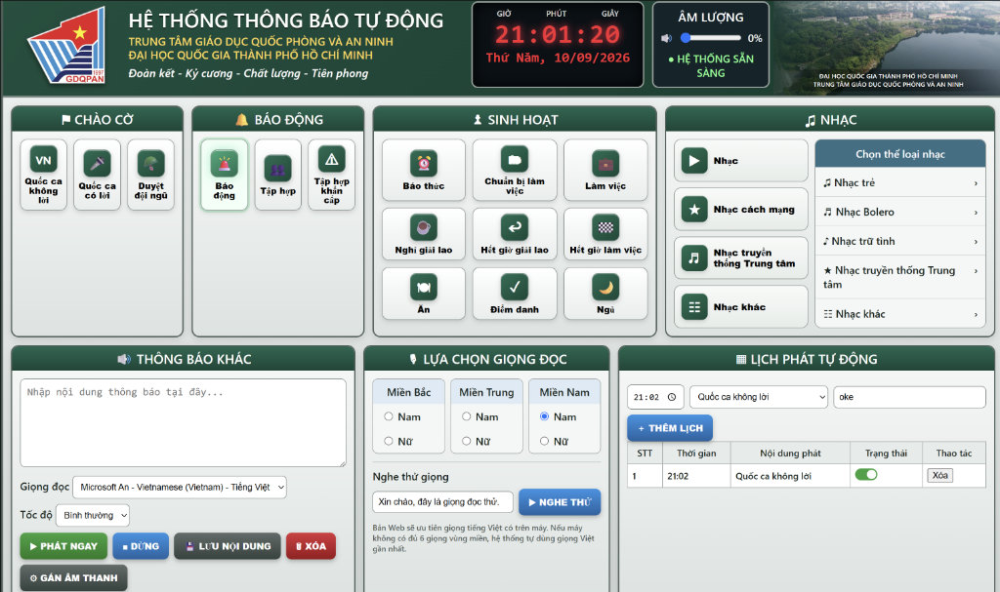 HỆ THỐNG THÔNG BÁO TỰ ĐỘNG
TRUNG TÂM GIÁO DỤC QUỐC PHÒNG VÀ AN NINH
ĐẠI HỌC QUỐC GIA THÀNH PHỐ HỒ CHÍ MINH
Đoàn kết - Kỷ cương - Chất lượng - Tiên phong
1997
GDQPAN
GIỜ PHÚT GIÂY
21:01:20
Thứ Năm, 10/09/2026
ÂM LƯỢNG
0%
● HỆ THỐNG SẴN
SÀNG
ĐẠI HỌC QUỐC GIA THÀNH PHỐ HỒ CHÍ MINH
TRUNG TÂM GIÁO DỤC QUỐC PHÒNG VÀ AN NINH
CHÀO CỜ
VN
Quốc ca
không
lời
Quốc ca
có lời
Duyệt
đội ngũ
BÁO ĐỘNG
Báo
động
Tập hợp
Tập hợp
khẩn
cấp
SINH HOẠT
Báo thức
Chuẩn bị làm
việc
Làm việc
Nghỉ giải lao
Hết giờ giải lao
Hết giờ làm việc
Ăn
Điểm danh
Ngủ
NHẠC
Nhạc
Nhạc cách mạng
Nhạc truyền
thống Trung tâm
Nhạc khác
Chọn thể loại nhạc
Nhạc trẻ ›
Nhạc Bolero ›
Nhạc trữ tình ›
★ Nhạc truyền thống Trung ›
tâm
Nhạc khác ›
THÔNG BÁO KHÁC
Nhập nội dung thông báo tại đây...
Giọng đọc Microsoft An - Vietnamese (Vietnam) - Tiếng Việt
Tốc độ Bình thường
PHÁT NGAY
DỪNG
LƯU NỘI DUNG
XÓA
GÁN ÂM THANH
LỰA CHỌN GIỌNG ĐỌC
Miền Bắc
Nam
Nữ
Miền Trung
Nam
Nữ
Miền Nam
Nam
Nữ
Nghe thử giọng
Xin chào, đây là giọng đọc thử.
NGHE THỬ
Bản Web sẽ ưu tiên giọng tiếng Việt có trên máy. Nếu máy
không có đủ 6 giọng vùng miền, hệ thống tự dùng giọng Việt
gần nhất.
LỊCH PHÁT TỰ ĐỘNG
21:02 Quốc ca không lời oke
+ THÊM LỊCH
STT Thời gian Nội dung phát Trạng thái Thao tác
1 21:02 Quốc ca không lời Xóa